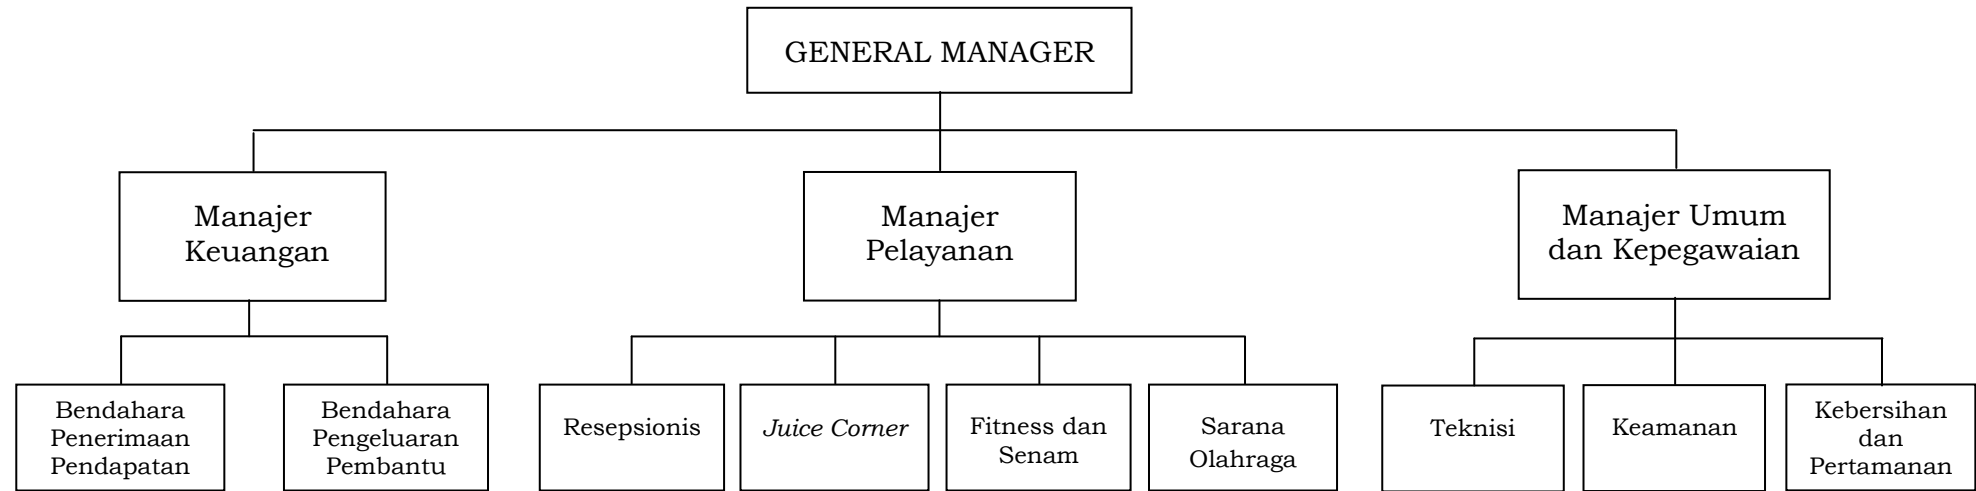 GENERAL MANAGER
Manajer
Keuangan
Manajer
Pelayanan
Manajer Umum
dan Kepegawaian
Bendahara
Penerimaan
Pendapatan
Bendahara
Pengeluaran
Pembantu
Resepsionis
Juice Corner
Fitness dan
Senam
Sarana
Olahraga
Teknisi
Keamanan
Kebersihan
dan
Pertamanan